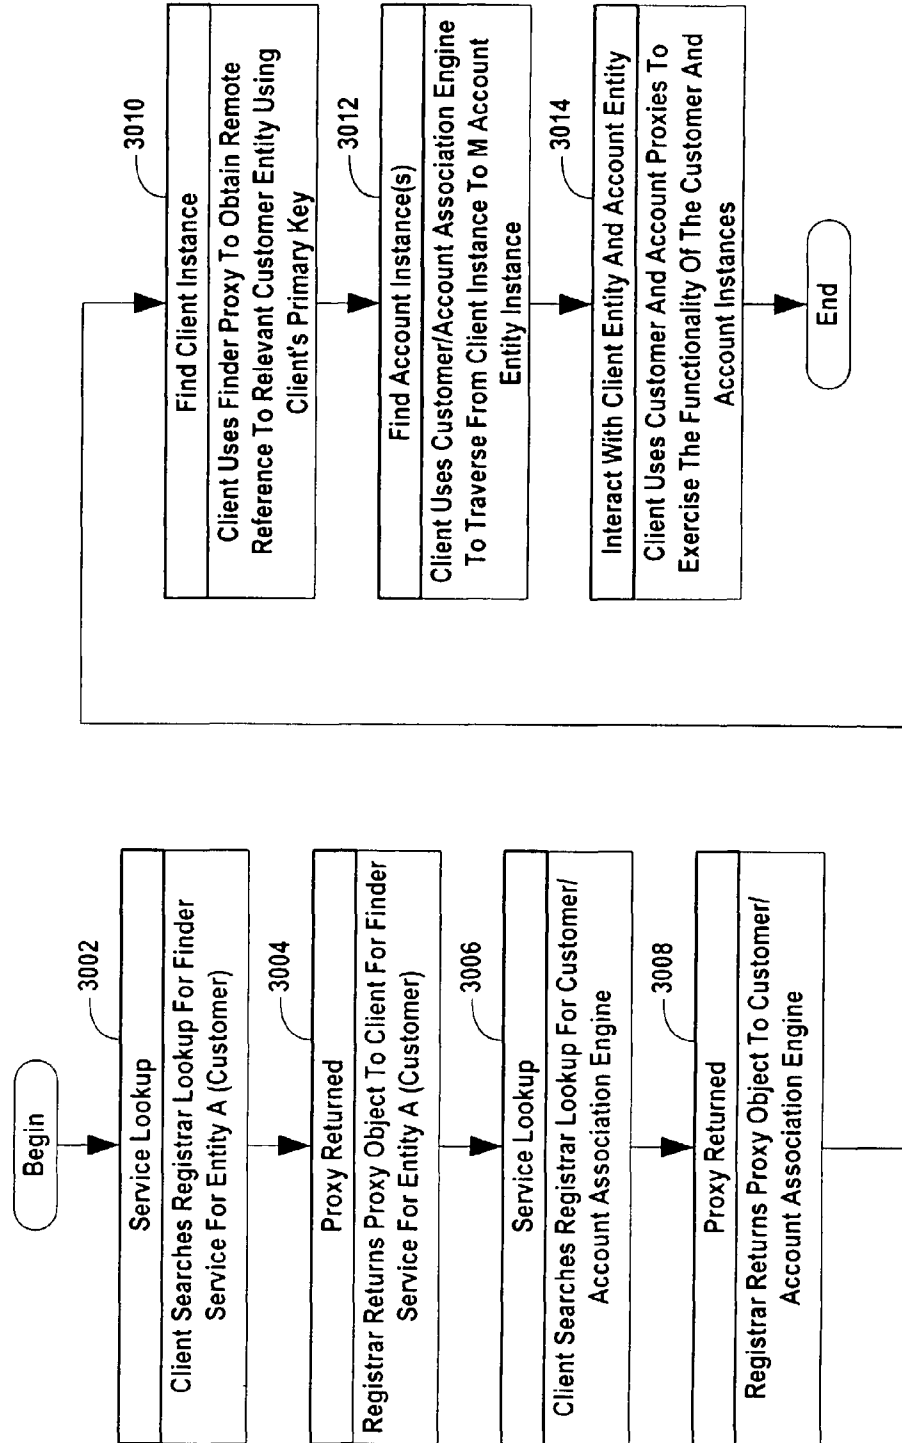 Begin
3002
Service Lookup
Client Searches Registrar Lookup For Finder
Service For Entity A (Customer)
3004
Proxy Returned
Registrar Returns Proxy Object To Client For Finder
Service For Entity A (Customer)
3006
Service Lookup
Client Searches Registrar Lookup For Customer/
Account Association Engine
3008
Proxy Returned
Registrar Returns Proxy Object To Customer/
Account Association Engine
3010
Find Client Instance
Client Uses Finder Proxy To Obtain Remote
Reference To Relevant Customer Entity Using
Client's Primary Key
3012
Find Account Instance(s)
Client Uses Customer/Account Association Engine
To Traverse From Client Instance To M Account
Entity Instance
3014
Interact With Client Entity And Account Entity
Client Uses Customer And Account Proxies To
Exercise The Functionality Of The Customer And
Account Instances
End